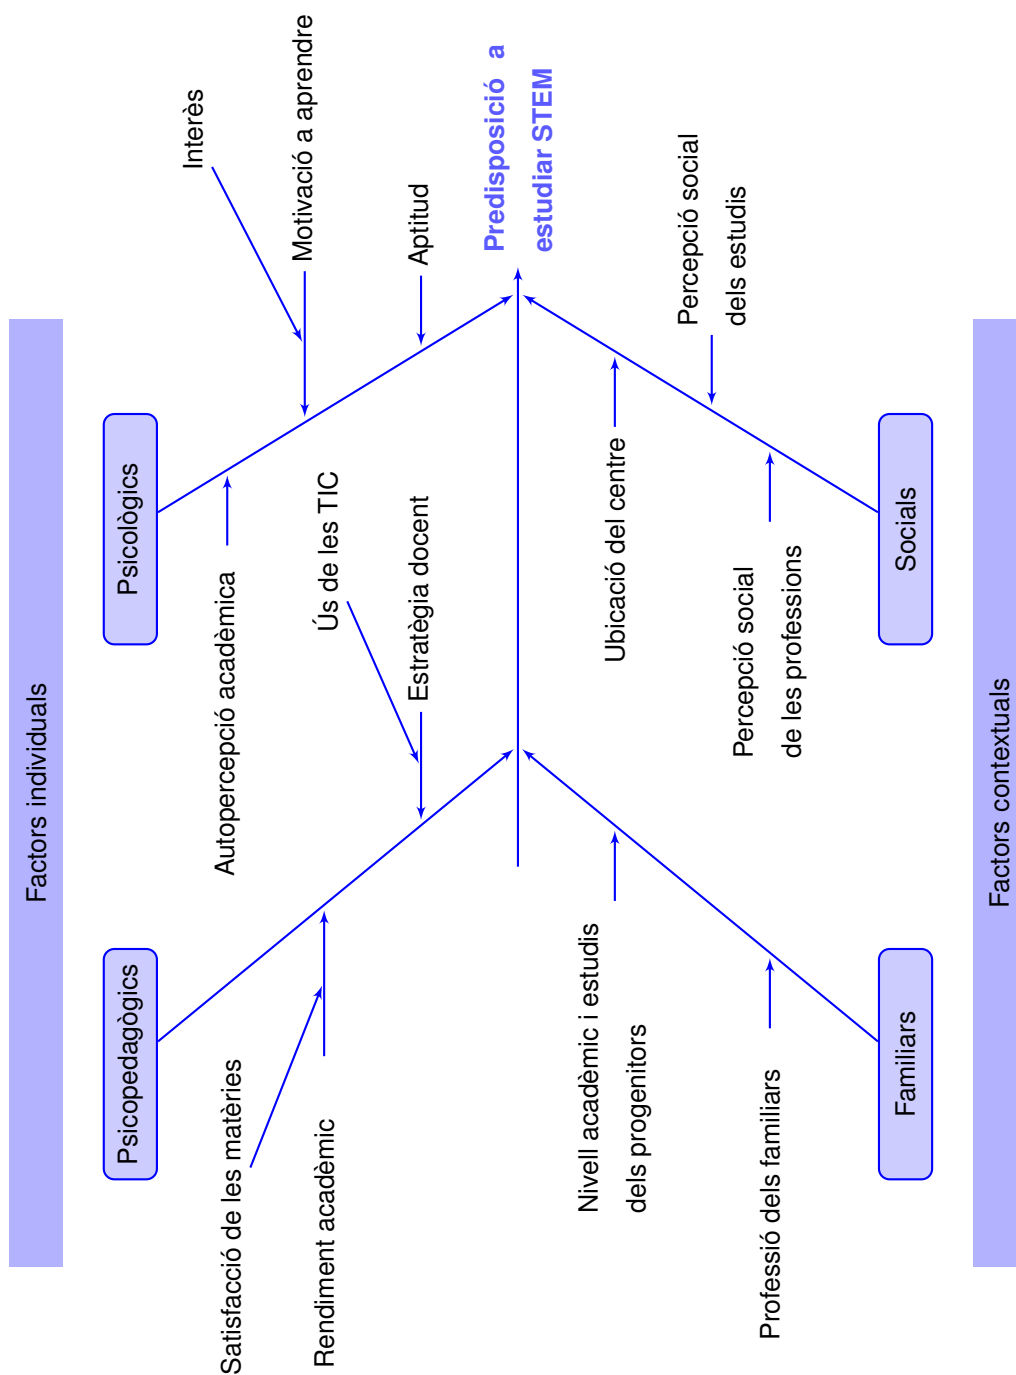 Factors individuals
Psicopedagògics
Psicològics
Satisfacció de les matèries
Rendiment acadèmic
Ús de les TIC
Estratègia docent
Autopercepció acadèmica
Interès
Motivació a aprendre
Aptitud
Predisposició a
estudiar STEM
Nivell acadèmic i estudis
dels progenitors
Professió dels familiars
Ubicació del centre
Percepció social
de les professions
Percepció social
dels estudis
Familiars
Socials
Factors contextuals